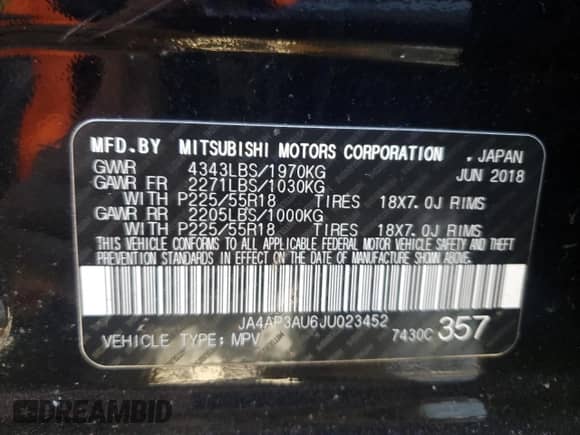 MFD.BY MITSUBISHI MOTORS CORPORATION . JAPAN
GVWR 4343LBS/1970KG JUN 2018
GAWR FR 2271LBS/1030KG
WITH P225/55R18 TIRES 18X7.0J RIMS
GAWR RR 2205LBS/1000KG
WITH P225/55R18 TIRES 18X7.0J RIMS
THIS VEHICLE CONFORMS TO ALL APPLICABLE FEDERAL MOTOR VEHICLE SAFETY AND THEFT
PREVENTION STANDARDS IN EFFECT ON THE DATE OF MANUFACTURE SHOWN ABOVE.
JA4AP3AU6JU023452
VEHICLE TYPE: MPV 7430C 357
DREAMBID